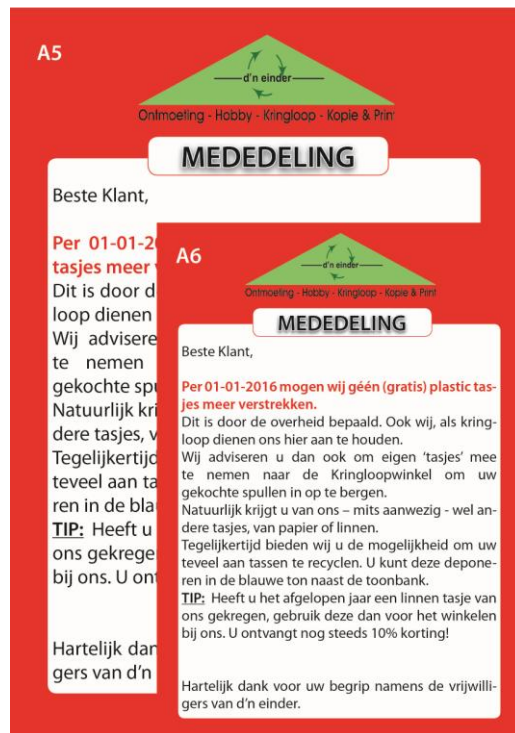 A5
d'n einder
Ontmoeting - Hobby - Kringloop - Kopie & Prin
MEDEDELING
Beste Klant,
Per 01-01-2
tasjes meer
Dit is door d
loop dienen
Wij advisere
te nemen
gekochte spu
Natuurlijk kri
dere tasjes, v
Tegelijkertijd
teveel aan ta
ren in de bla
TIP: Heeft u
ons gekrege
bij ons. U ont
Hartelijk dan
gers van d'n
A6
d'n einder
Ontmoeting - Hobby - Kringloop - Kopie & Print
MEDEDELING
Beste Klant,
Per 01-01-2016 mogen wij géén (gratis) plastic tas-
jes meer verstrekken.
Dit is door de overheid bepaald. Ook wij, als kring-
loop dienen ons hier aan te houden.
Wij adviseren u dan ook om eigen 'tasjes' mee
te nemen naar de Kringloopwinkel om uw
gekochte spullen in op te bergen.
Natuurlijk krijgt u van ons – mits aanwezig - wel an-
dere tasjes, van papier of linnen.
Tegelijkertijd bieden wij u de mogelijkheid om uw
teveel aan tassen te recyclen. U kunt deze depone-
ren in de blauwe ton naast de toonbank.
TIP: Heeft u het afgelopen jaar een linnen tasje van
ons gekregen, gebruik deze dan voor het winkelen
bij ons. U ontvangt nog steeds 10% korting!
Hartelijk dank voor uw begrip namens de vrijwilli-
gers van d'n einder.